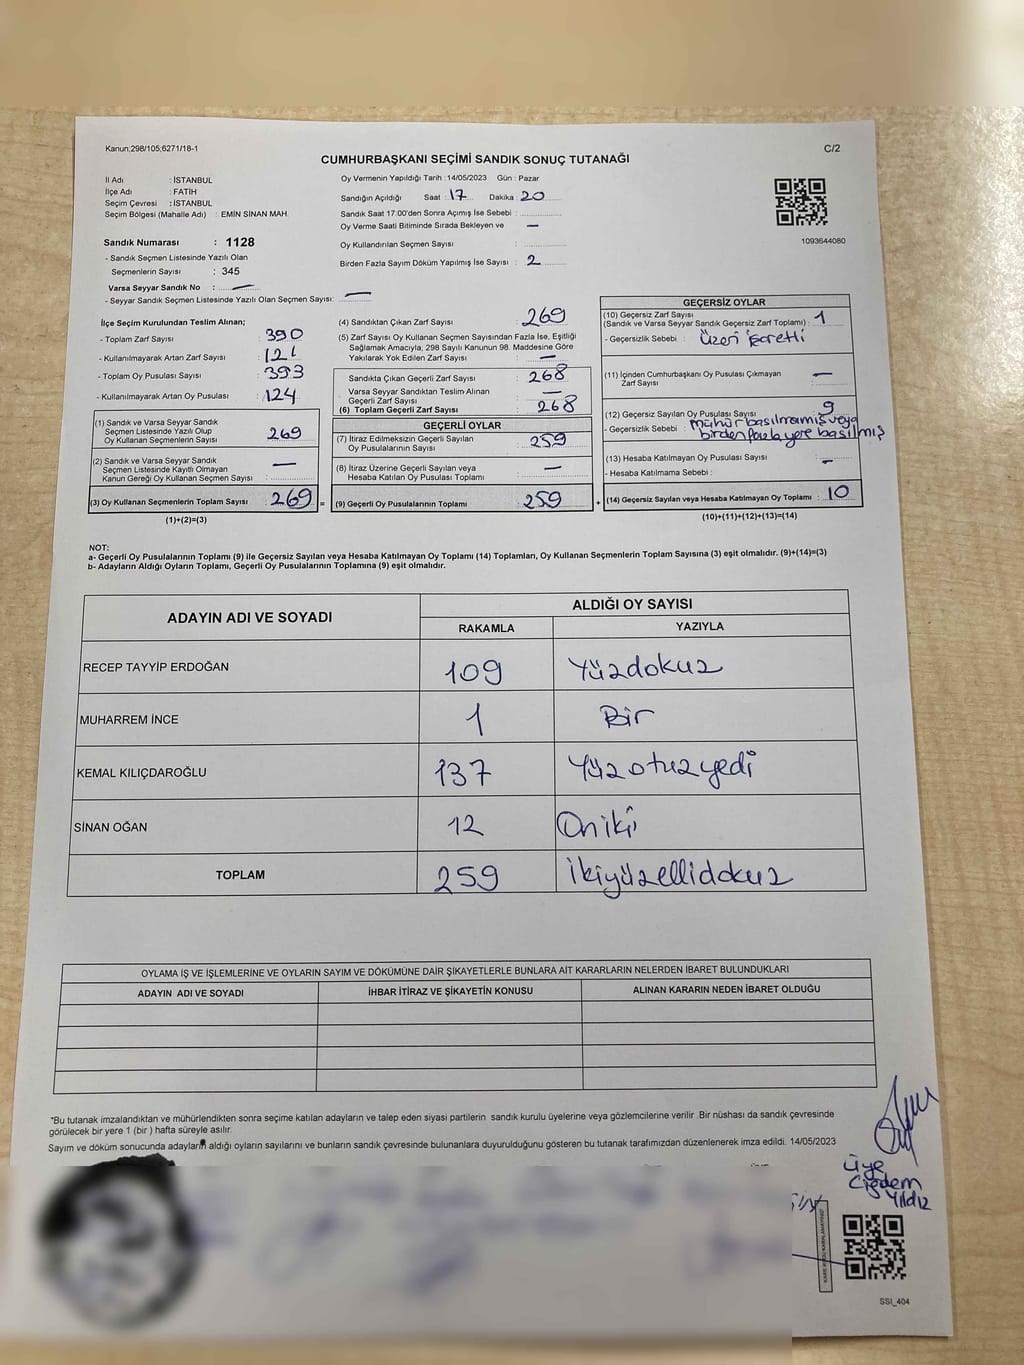 Kanun:298/105;6271/18-1
C/2
CUMHURBAŞKANI SEÇİMİ SANDIK SONUÇ TUTANAĞI
İl Adı : İSTANBUL
İlçe Adı : FATİH
Seçim Çevresi : İSTANBUL
Seçim Bölgesi (Mahalle Adı) : EMİN SİNAN MAH.
Sandık Numarası : 1128
- Sandık Seçmen Listesinde Yazılı Olan
Seçmenlerin Sayısı : 345
Varsa Seyyar Sandık No : —
- Seyyar Sandık Seçmen Listesinde Yazılı Olan Seçmen Sayısı: —
Oy Vermenin Yapıldığı Tarih :14/05/2023 Gün : Pazar
Sandığın Açıldığı Saat : 17 Dakika : 20
Sandık Saat 17:00'den Sonra Açılmış İse Sebebi :
Oy Verme Saati Bitiminde Sırada Bekleyen ve —
Oy Kullandırılan Seçmen Sayısı :
Birden Fazla Sayım Döküm Yapılmış İse Sayısı : 2
1093644080
İlçe Seçim Kurulundan Teslim Alınan;
- Toplam Zarf Sayısı : 390
- Kullanılmayarak Artan Zarf Sayısı : 121
- Toplam Oy Pusulası Sayısı : 393
- Kullanılmayarak Artan Oy Pusulası : 124
(1) Sandık ve Varsa Seyyar Sandık
Seçmen Listesinde Yazılı Olup
Oy Kullanan Seçmenlerin Sayısı : 269
(2) Sandık ve Varsa Seyyar Sandık
Seçmen Listesinde Kayıtlı Olmayan
Kanun Gereği Oy Kullanan Seçmen Sayısı : —
(3) Oy Kullanan Seçmenlerin Toplam Sayısı : 269
(1)+(2)=(3)
(4) Sandıktan Çıkan Zarf Sayısı : 269
(5) Zarf Sayısı Oy Kullanan Seçmen Sayısından Fazla İse, Eşitliği
Sağlamak Amacıyla, 298 Sayılı Kanunun 98. Maddesine Göre
Yakılarak Yok Edilen Zarf Sayısı : —
Sandıkta Çıkan Geçerli Zarf Sayısı : 268
Varsa Seyyar Sandıktan Teslim Alınan
Geçerli Zarf Sayısı : —
(6) Toplam Geçerli Zarf Sayısı : 268
GEÇERLİ OYLAR
(7) İtiraz Edilmeksizin Geçerli Sayılan
Oy Pusulalarının Sayısı : 259
(8) İtiraz Üzerine Geçerli Sayılan veya
Hesaba Katılan Oy Pusulaları Toplamı : —
= (9) Geçerli Oy Pusulalarının Toplamı : 259
GEÇERSİZ OYLAR
(10) Geçersiz Zarf Sayısı
(Sandık ve Varsa Seyyar Sandık Geçersiz Zarf Toplamı) : 1
- Geçersizlik Sebebi : Üzeri işaretli
(11) İçinden Cumhurbaşkanı Oy Pusulası Çıkmayan
Zarf Sayısı : —
(12) Geçersiz Sayılan Oy Pusulası Sayısı : 9
- Geçersizlik Sebebi : Mühür basılmamış veya
birden fazla yere basılmış
(13) Hesaba Katılmayan Oy Pusulası Sayısı : —
- Hesaba Katılmama Sebebi :
+ (14) Geçersiz Sayılan veya Hesaba Katılmayan Oy Toplamı : 10
(10)+(11)+(12)+(13)=(14)
NOT:
a- Geçerli Oy Pusulalarının Toplamı (9) ile Geçersiz Sayılan veya Hesaba Katılmayan Oy Toplamı (14) Toplamları, Oy Kullanan Seçmenlerin Toplam Sayısına (3) eşit olmalıdır. (9)+(14)=(3)
b- Adayların Aldığı Oyların Toplamı, Geçerli Oy Pusulalarının Toplamına (9) eşit olmalıdır.
ADAYIN ADI VE SOYADI ALDIĞI OY SAYISI
RAKAMLA YAZIYLA
RECEP TAYYİP ERDOĞAN 109 Yüzdokuz
MUHARREM İNCE 1 Bir
KEMAL KILIÇDAROĞLU 137 Yüzotuzyedi
SİNAN OĞAN 12 Oniki
TOPLAM 259 İkiyüzellidokuz
OYLAMA İŞ VE İŞLEMLERİNE VE OYLARIN SAYIM VE DÖKÜMÜNE DAİR ŞİKAYETLERLE BUNLARA AİT KARARLARIN NELERDEN İBARET BULUNDUKLARI
ADAYIN ADI VE SOYADI İHBAR İTİRAZ VE ŞİKAYETİN KONUSU ALINAN KARARIN NEDEN İBARET OLDUĞU
*Bu tutanak imzalandıktan ve mühürlendikten sonra seçime katılan adayların ve talep eden siyasi partilerin sandık kurulu üyelerine veya gözlemcilerine verilir .Bir nüshası da sandık çevresinde
görülecek bir yere 1 (bir ) hafta süreyle asılır.
Sayım ve döküm sonucunda adayların aldığı oyların sayılarını ve bunların sandık çevresinde bulunanlara duyurulduğunu gösteren bu tutanak tarafımızdan düzenlenerek imza edildi. 14/05/2023
Üye
Çiğdem
Yıldız
SSI_404